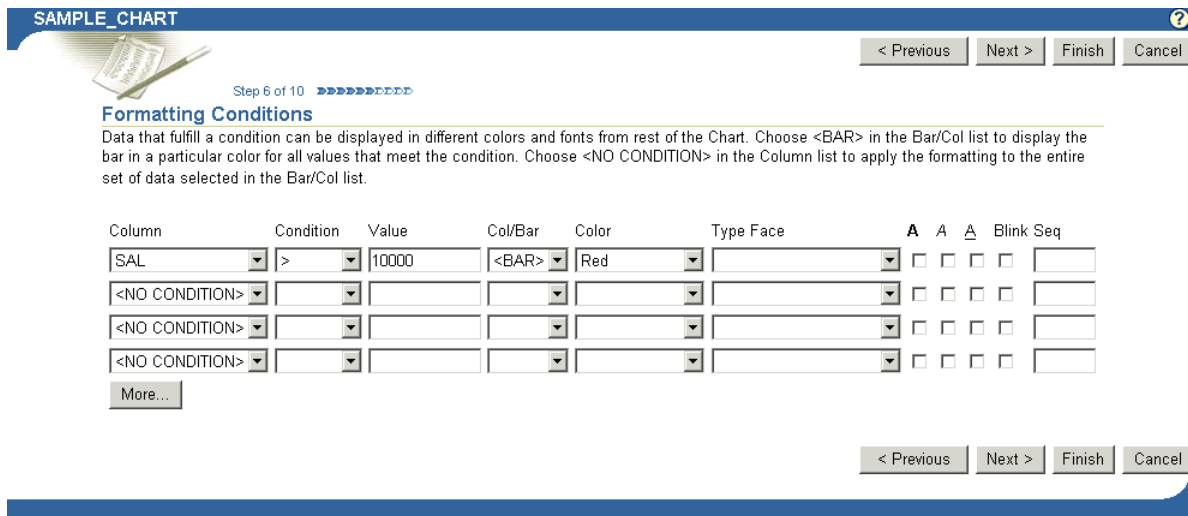 SAMPLE_CHART
?
< Previous Next > Finish Cancel
Step 6 of 10
Formatting Conditions
Data that fulfill a condition can be displayed in different colors and fonts from rest of the Chart. Choose <BAR> in the Bar/Col list to display the
bar in a particular color for all values that meet the condition. Choose <NO CONDITION> in the Column list to apply the formatting to the entire
set of data selected in the Bar/Col list.
Column Condition Value Col/Bar Color Type Face A A A Blink Seq
SAL > 10000 <BAR> Red
<NO CONDITION>
<NO CONDITION>
<NO CONDITION>
More...
< Previous Next > Finish Cancel